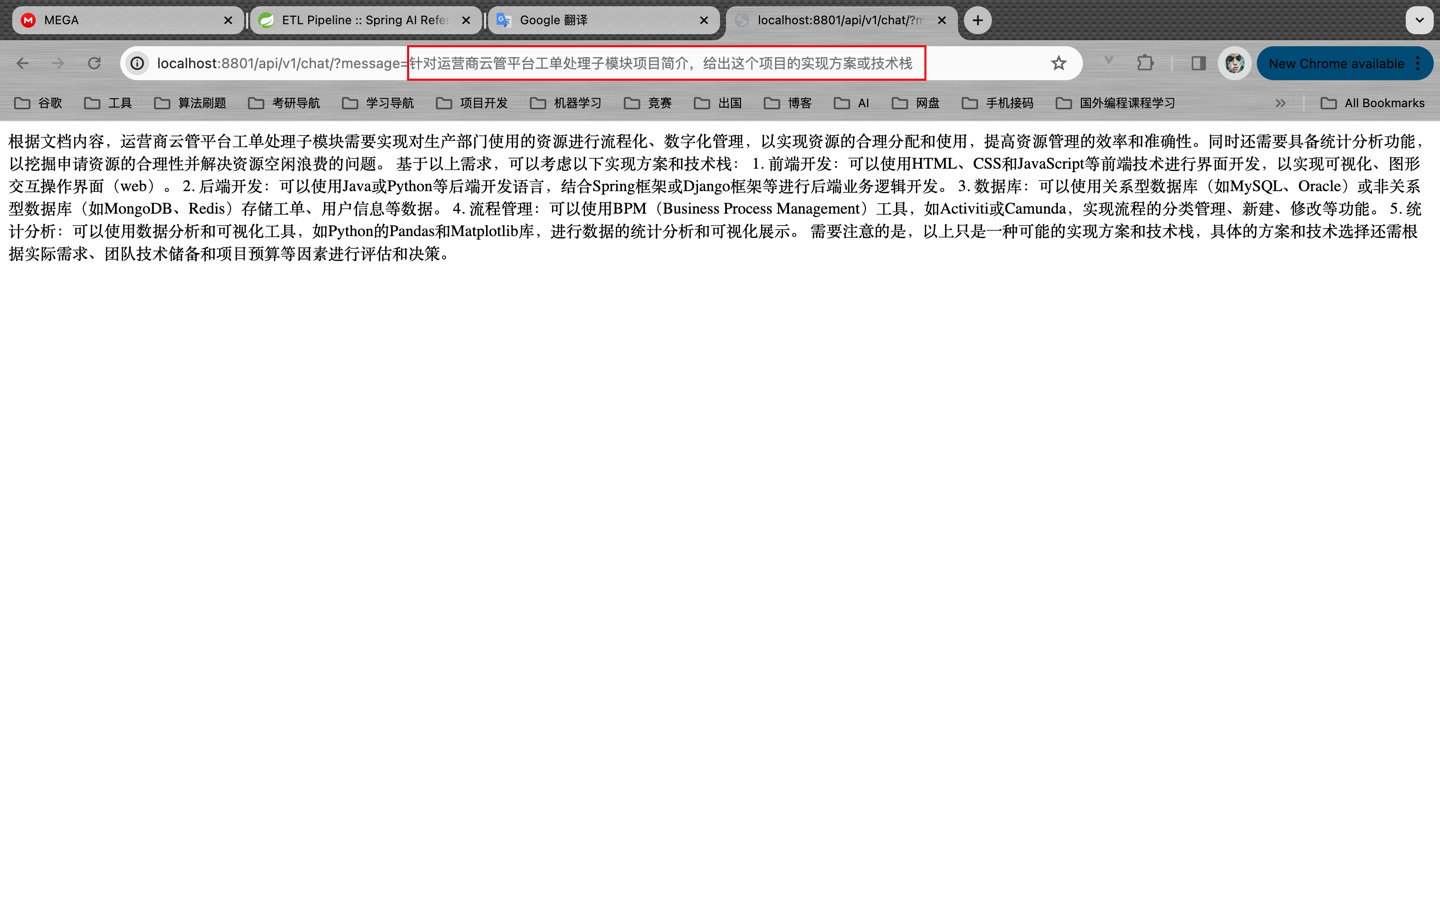 MEGA
ETL Pipeline :: Spring AI Refer
Google 翻译
localhost:8801/api/v1/chat/?m
localhost:8801/api/v1/chat/?message=针对运营商云管平台工单处理子模块项目简介，给出这个项目的实现方案或技术栈
New Chrome available
谷歌 工具 算法刷题 考研导航 学习导航 项目开发 机器学习 竞赛 出国 博客 AI 网盘 手机接码 国外编程课程学习 » All Bookmarks
根据文档内容，运营商云管平台工单处理子模块需要实现对生产部门使用的资源进行流程化、数字化管理，以实现资源的合理分配和使用，提高资源管理的效率和准确性。同时还需要具备统计分析功能，
以挖掘申请资源的合理性并解决资源空闲浪费的问题。 基于以上需求，可以考虑以下实现方案和技术栈： 1. 前端开发：可以使用HTML、CSS和JavaScript等前端技术进行界面开发，以实现可视化、图形
交互操作界面（web）。 2. 后端开发：可以使用Java或Python等后端开发语言，结合Spring框架或Django框架等进行后端业务逻辑开发。 3. 数据库：可以使用关系型数据库（如MySQL、Oracle）或非关系
型数据库（如MongoDB、Redis）存储工单、用户信息等数据。 4. 流程管理：可以使用BPM（Business Process Management）工具，如Activiti或Camunda，实现流程的分类管理、新建、修改等功能。 5. 统
计分析：可以使用数据分析和可视化工具，如Python的Pandas和Matplotlib库，进行数据的统计分析和可视化展示。 需要注意的是，以上只是一种可能的实现方案和技术栈，具体的方案和技术选择还需根
据实际需求、团队技术储备和项目预算等因素进行评估和决策。